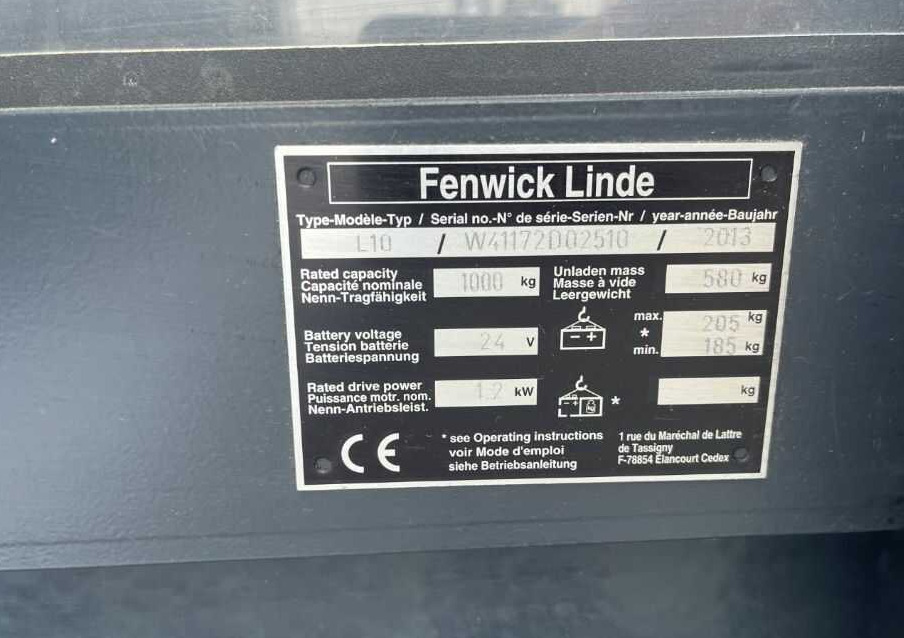 Fenwick Linde
Type-Modèle-Typ / Serial no.-N° de série-Serien-Nr / year-année-Baujahr
L10 / W41172D02510 / 2013
Rated capacity
Capacité nominale
Nenn-Tragfähigkeit
1000 kg
Unladen mass
Masse à vide
Leergewicht
580 kg
Battery voltage
Tension batterie
Batteriespannung
24 V
- +
max. 205 kg
*
min. 185 kg
Rated drive power
Puissance motr. nom.
Nenn-Antriebsleist.
1.2 kW
*
kg
CE
* see Operating instructions
voir Mode d'emploi
siehe Betriebsanleitung
1 rue du Maréchal de Lattre
de Tassigny
F-78854 Élancourt Cedex